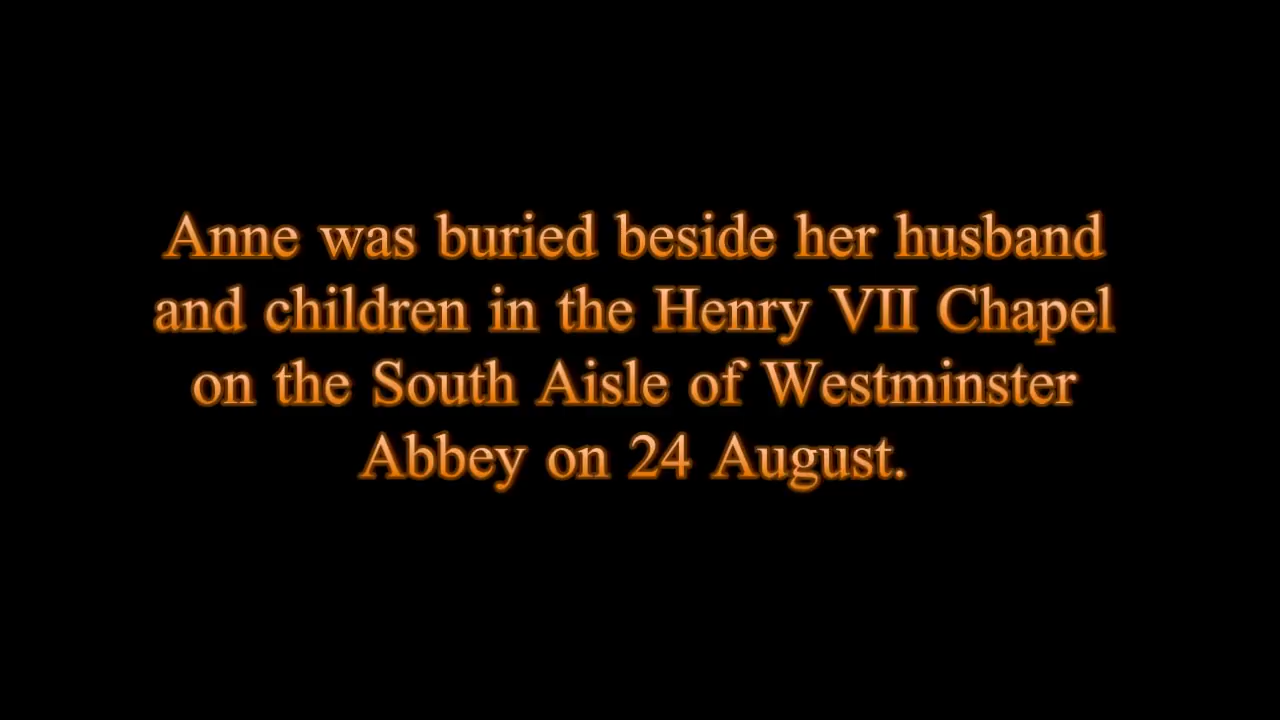 Anne was buried beside her husband
and children in the Henry VII Chapel
on the South Aisle of Westminster
Abbey on 24 August.